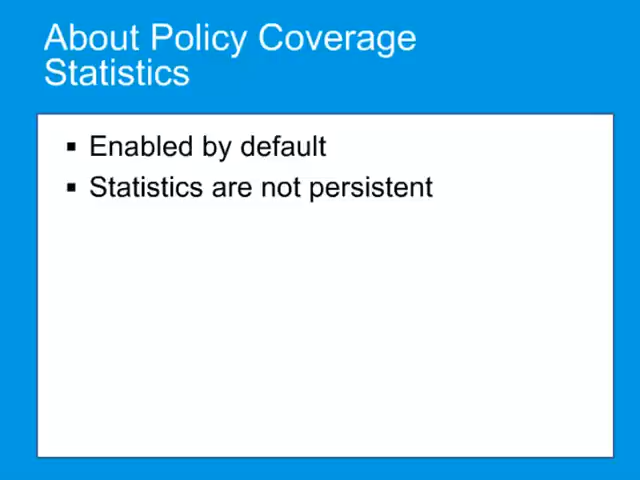 About Policy Coverage
Statistics
▪ Enabled by default
▪ Statistics are not persistent